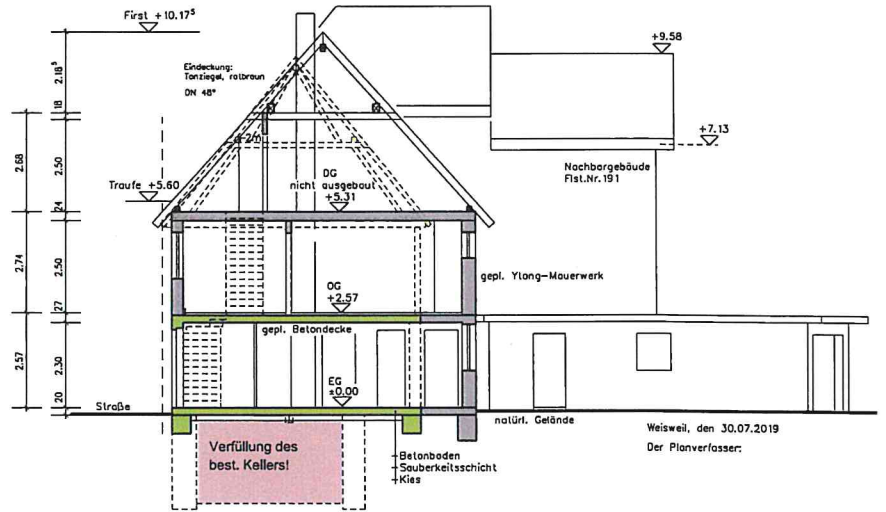 First +10.17⁵
+9.58
Eindeckung:
Tonziegel, rotbraun
DN 48°
2.18⁵
18
+7.13
~2m
Nachbargebäude
Flst.Nr.191
2.68
2.50
DG
nicht ausgebaut
+5.31
Traufe +5.60
24
2.74
2.50
gepl. Ytong-Mauerwerk
OG
+2.57
27
gepl. Betondecke
2.57
2.30
EG
±0.00
20
Straße
natürl. Gelände
Weisweil, den 30.07.2019
Der Planverfasser:
Verfüllung des
best. Kellers!
Betonboden
Sauberkeitsschicht
Kies